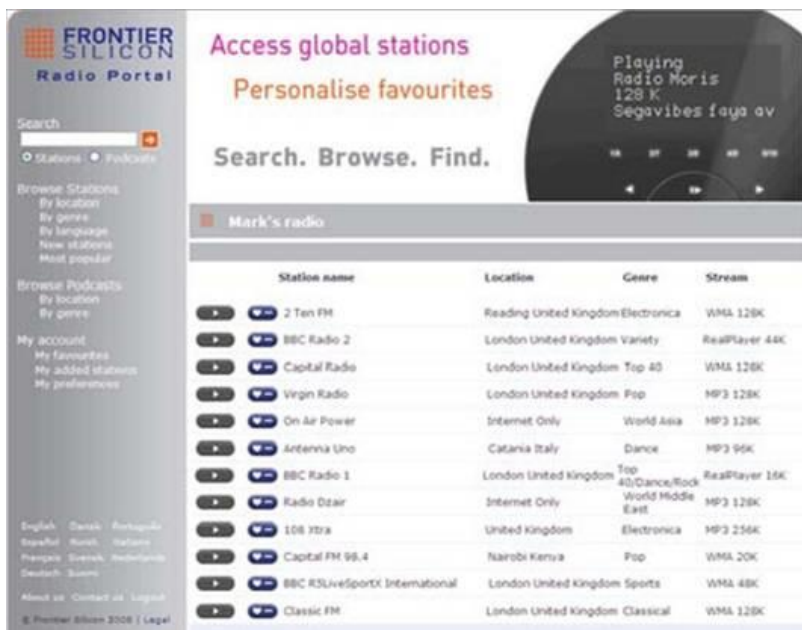 FRONTIER
SILICON
Radio Portal
Search
Stations Podcasts
Browse Stations
By location
By genre
By language
New stations
Most popular
Browse Podcasts
By location
By genre
My account
My favourites
My added stations
My preferences
English Dansk Português
Español Norsk Italiano
Français Svensk Nederlands
Deutsch Suomi
About us Contact us Logout
© Frontier Silicon 2008 | Legal
Access global stations
Personalise favourites
Search. Browse. Find.
Playing
Radio Moris
128 K
Segavibes faya av
Mark's radio
Station name Location Genre Stream
2 Ten FM Reading United Kingdom Electronica WMA 128K
BBC Radio 2 London United Kingdom Variety RealPlayer 44K
Capital Radio London United Kingdom Top 40 WMA 128K
Virgin Radio London United Kingdom Pop MP3 128K
On Air Power Internet Only World Asia MP3 128K
Antenna Uno Catania Italy Dance MP3 96K
BBC Radio 1 London United Kingdom Top 40/Dance/Rock RealPlayer 16K
Radio Dzair Internet Only World Middle East MP3 128K
108 Xtra United Kingdom Electronica MP3 256K
Capital FM 98.4 Nairobi Kenya Pop WMA 20K
BBC R5LiveSportX International London United Kingdom Sports WMA 48K
Classic FM London United Kingdom Classical WMA 128K